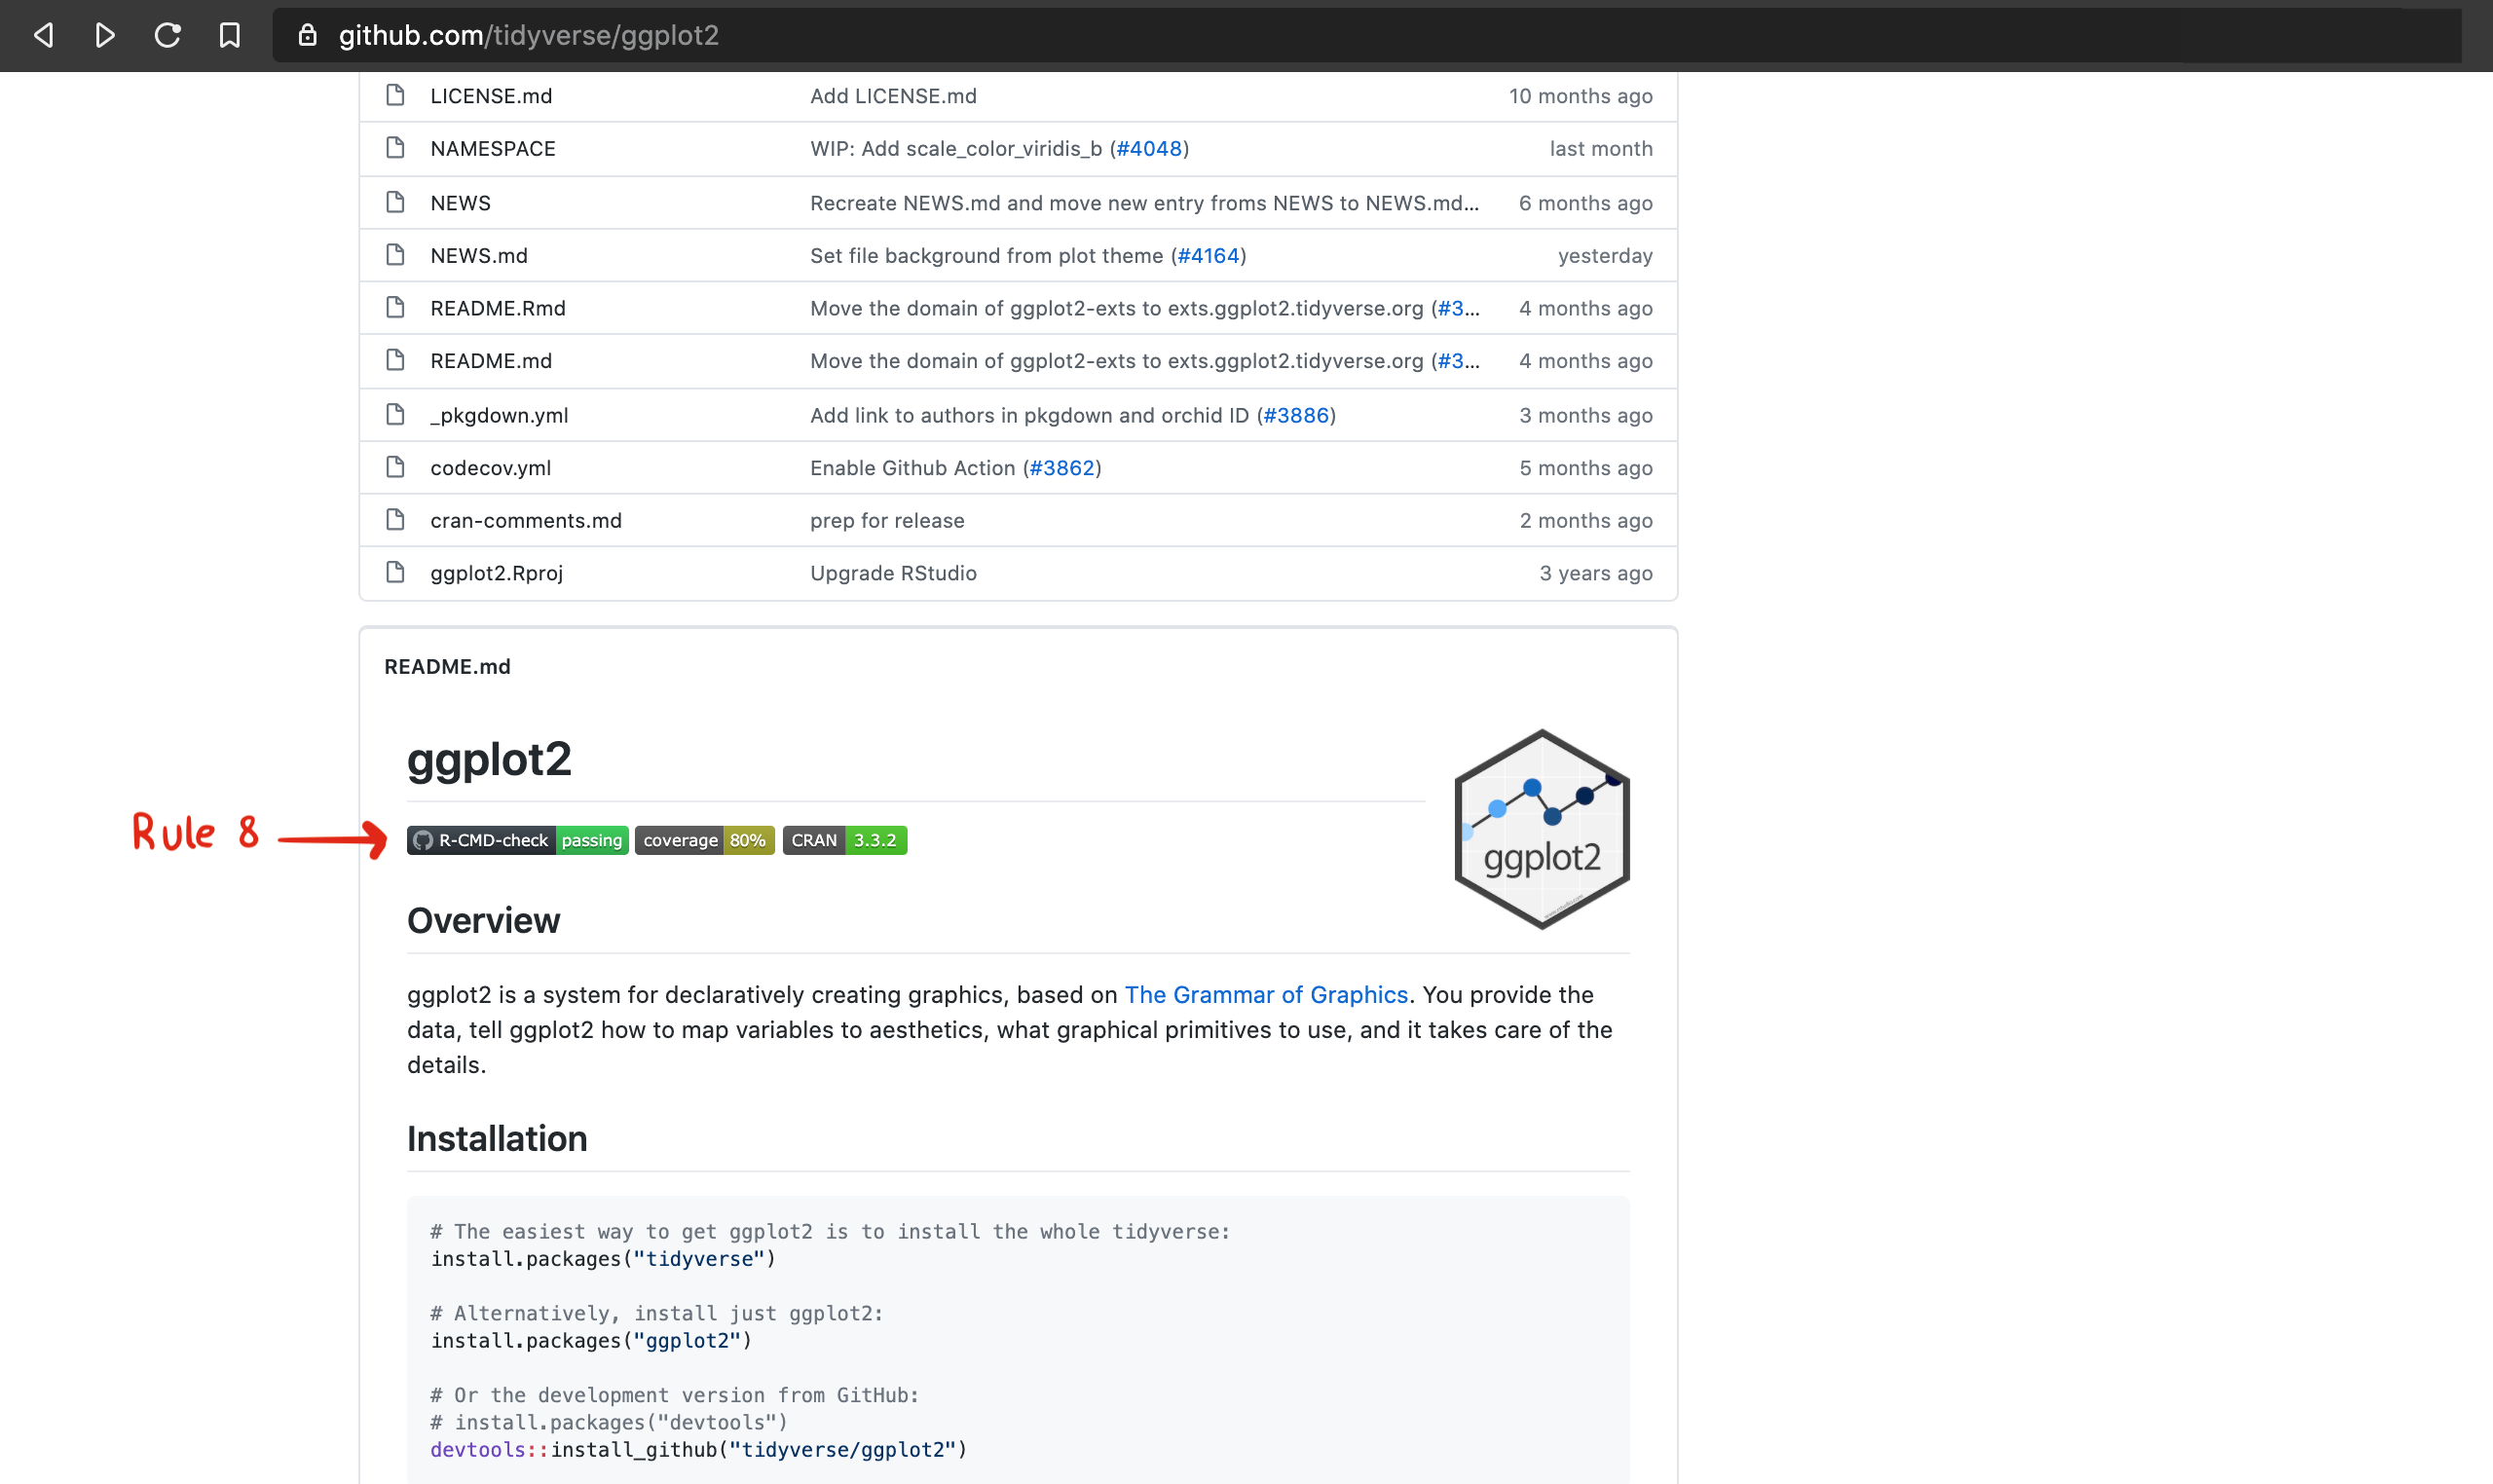 github.com/tidyverse/ggplot2
LICENSE.md Add LICENSE.md 10 months ago
NAMESPACE WIP: Add scale_color_viridis_b (#4048) last month
NEWS Recreate NEWS.md and move new entry froms NEWS to NEWS.md... 6 months ago
NEWS.md Set file background from plot theme (#4164) yesterday
README.Rmd Move the domain of ggplot2-exts to exts.ggplot2.tidyverse.org (#3... 4 months ago
README.md Move the domain of ggplot2-exts to exts.ggplot2.tidyverse.org (#3... 4 months ago
_pkgdown.yml Add link to authors in pkgdown and orchid ID (#3886) 3 months ago
codecov.yml Enable Github Action (#3862) 5 months ago
cran-comments.md prep for release 2 months ago
ggplot2.Rproj Upgrade RStudio 3 years ago
README.md
ggplot2
Rule 8
R-CMD-check passing coverage 80% CRAN 3.3.2
ggplot2
Overview
ggplot2 is a system for declaratively creating graphics, based on The Grammar of Graphics. You provide the
data, tell ggplot2 how to map variables to aesthetics, what graphical primitives to use, and it takes care of the
details.
Installation
# The easiest way to get ggplot2 is to install the whole tidyverse:
install.packages("tidyverse")
# Alternatively, install just ggplot2:
install.packages("ggplot2")
# Or the development version from GitHub:
# install.packages("devtools")
devtools::install_github("tidyverse/ggplot2")